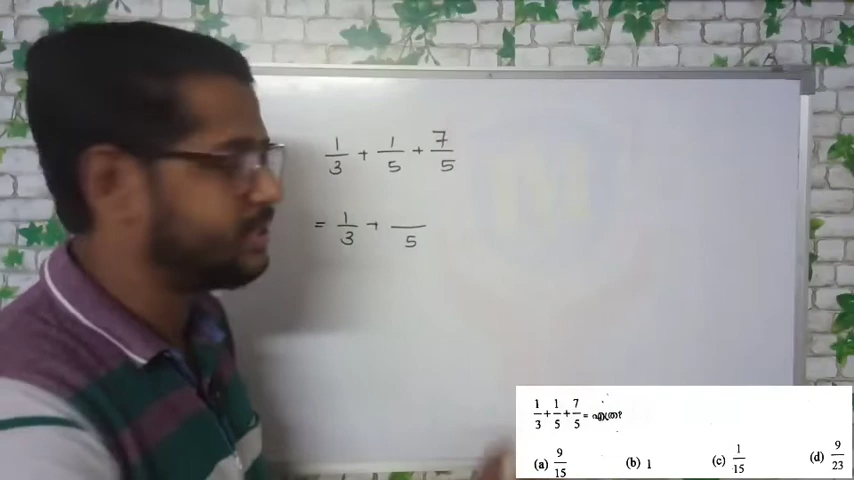 1/3 + 1/5 + 7/5
= 1/3 + /5
1/3 + 1/5 + 7/5 = എത്ര?
(a) 9/15 (b) 1 (c) 1/15 (d) 9/23